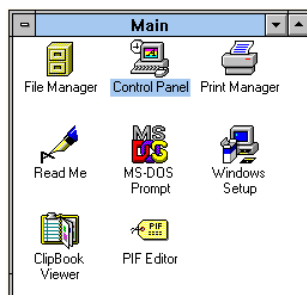 Main
File Manager Control Panel Print Manager
MS
DOS
Read Me MS-DOS Prompt Windows Setup
PIF
ClipBook Viewer PIF Editor